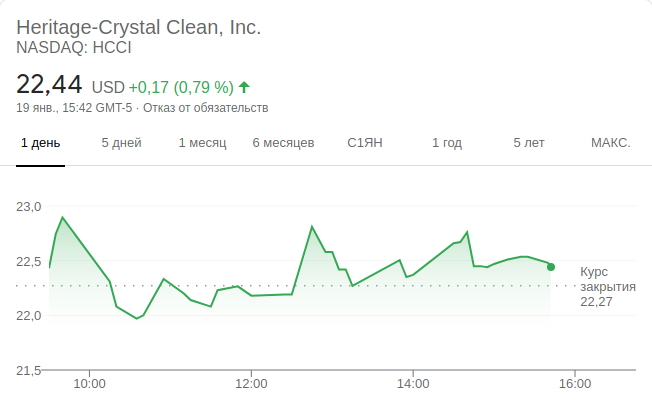 Heritage-Crystal Clean, Inc.
NASDAQ: HCCI
22,44 USD +0,17 (0,79 %)
19 янв., 15:42 GMT-5 · Отказ от обязательств
1 день 5 дней 1 месяц 6 месяцев С1ЯН 1 год 5 лет МАКС.
23,0
22,5
22,0
21,5
Курс
закрытия
22,27
10:00 12:00 14:00 16:00